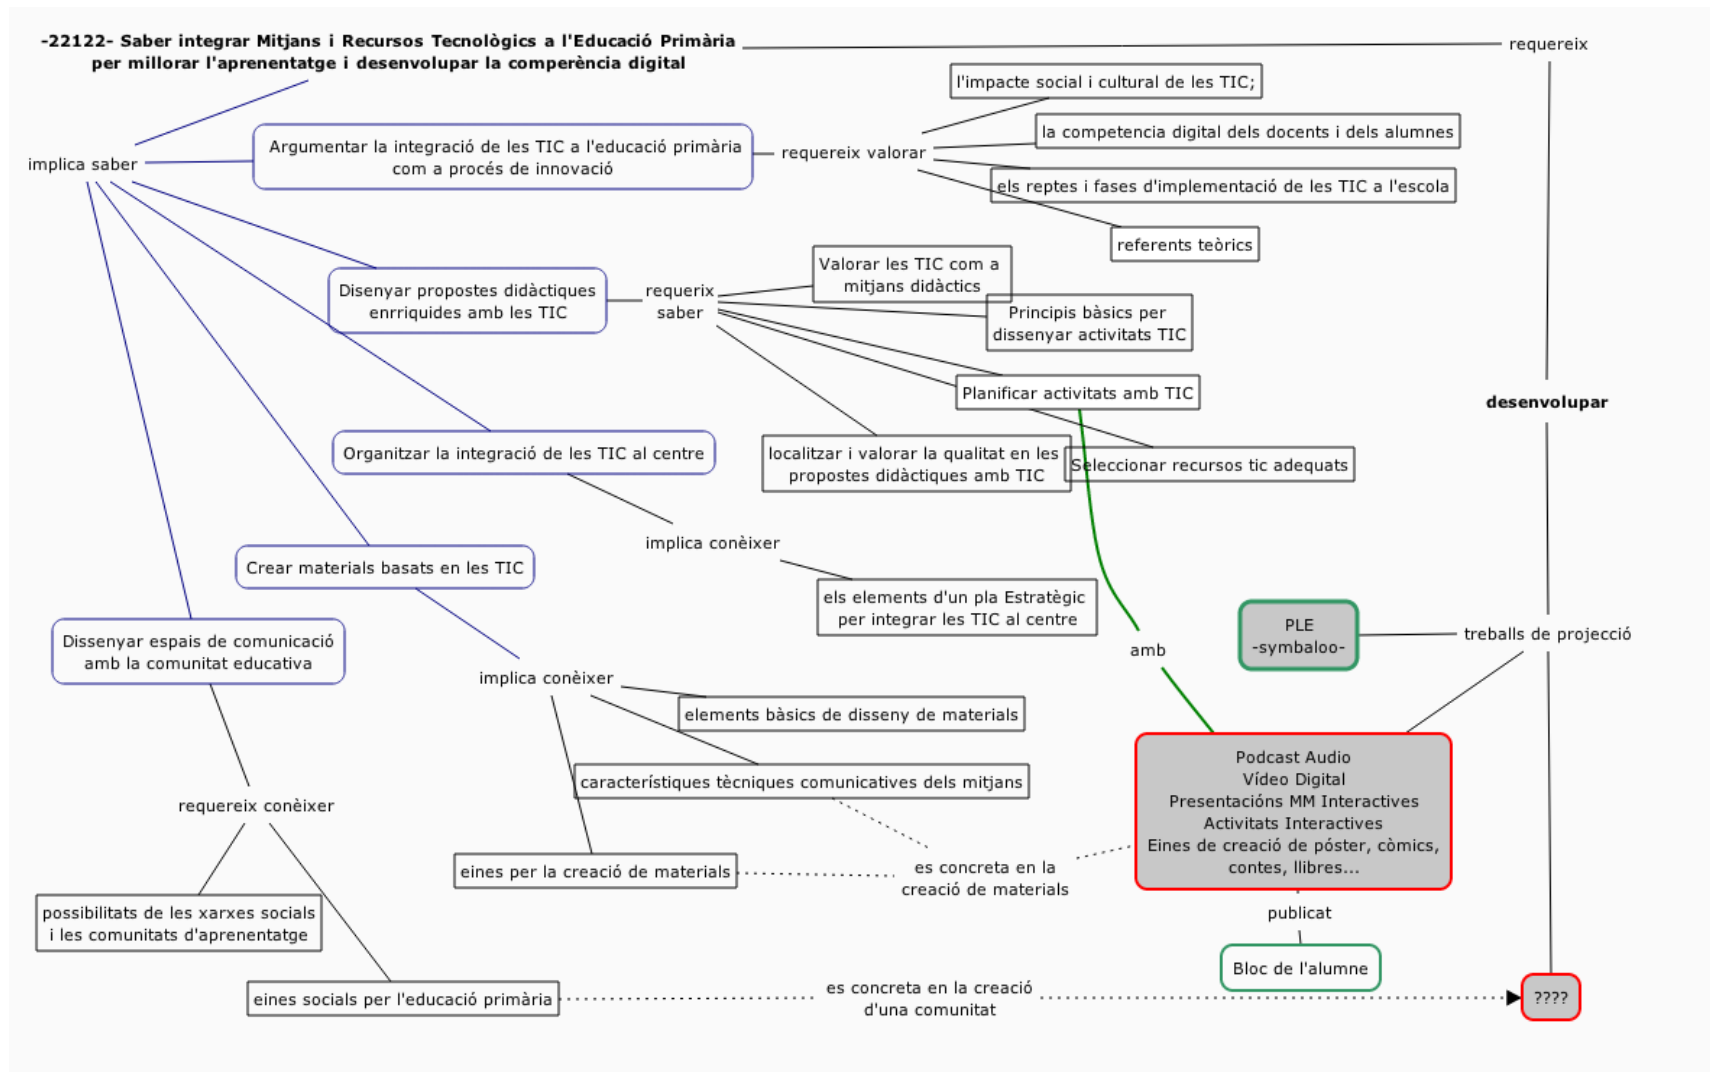 -22122- Saber integrar Mitjans i Recursos Tecnològics a l'Educació Primària
per millorar l'aprenentatge i desenvolupar la comperència digital
requereix
l'impacte social i cultural de les TIC;
la competencia digital dels docents i dels alumnes
implica saber
Argumentar la integració de les TIC a l'educació primària
com a procés de innovació
requereix valorar
els reptes i fases d'implementació de les TIC a l'escola
referents teòrics
Disenyar propostes didàctiques
enrriquides amb les TIC
requerix
saber
Valorar les TIC com a
mitjans didàctics
Principis bàsics per
dissenyar activitats TIC
Planificar activitats amb TIC
desenvolupar
Organitzar la integració de les TIC al centre
localitzar i valorar la qualitat en les
propostes didàctiques amb TIC
Seleccionar recursos tic adequats
implica conèixer
Crear materials basats en les TIC
els elements d'un pla Estratègic
per integrar les TIC al centre
PLE
-symbaloo-
treballs de projecció
Dissenyar espais de comunicació
amb la comunitat educativa
amb
implica conèixer
elements bàsics de disseny de materials
característiques tècniques comunicatives dels mitjans
Podcast Audio
Vídeo Digital
Presentacións MM Interactives
Activitats Interactives
Eines de creació de póster, còmics,
contes, llibres...
requereix conèixer
eines per la creació de materials
es concreta en la
creació de materials
publicat
possibilitats de les xarxes socials
i les comunitats d'aprenentatge
Bloc de l'alumne
eines socials per l'educació primària
es concreta en la creació
d'una comunitat
????